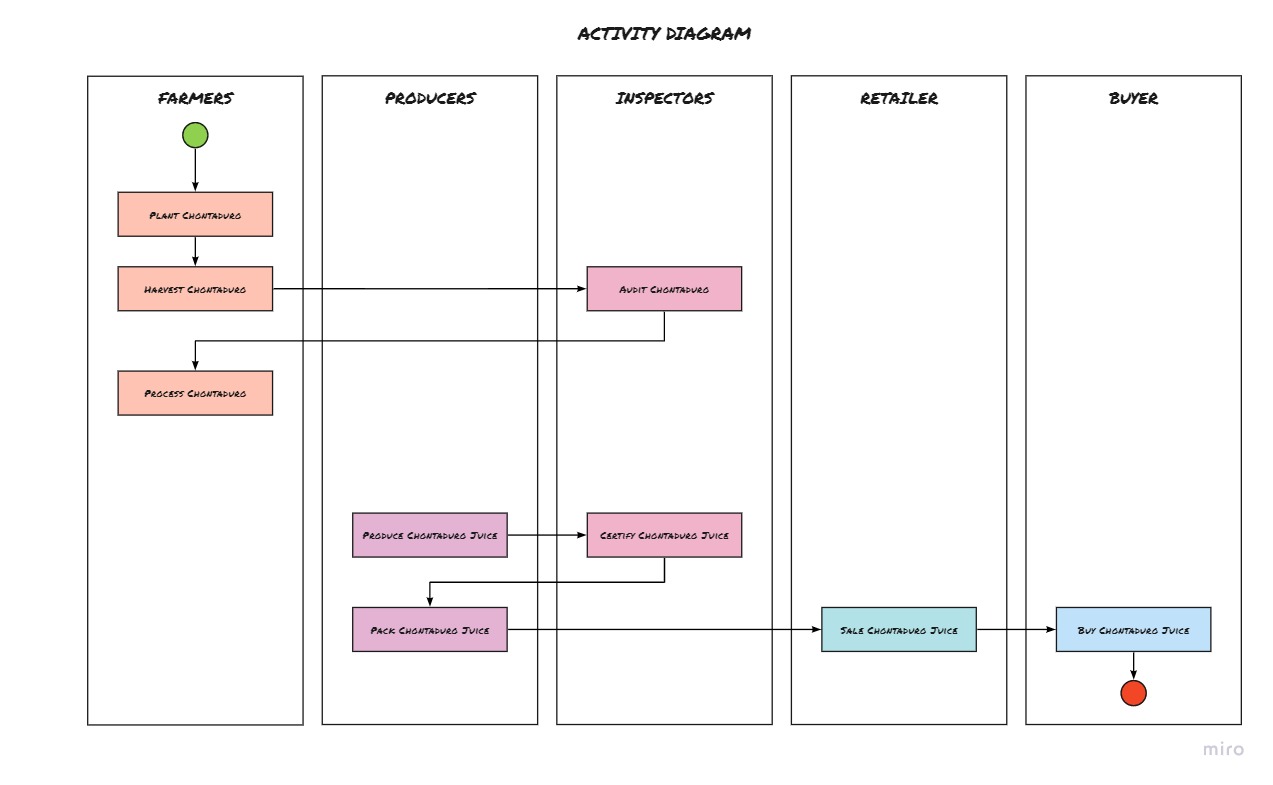 ACTIVITY DIAGRAM
FARMERS
PRODUCERS
INSPECTORS
RETAILER
BUYER
PLANT CHONTADURO
HARVEST CHONTADURO
AUDIT CHONTADURO
PROCESS CHONTADURO
PRODUCE CHONTADURO JUICE
CERTIFY CHONTADURO JUICE
PACK CHONTADURO JUICE
SALE CHONTADURO JUICE
BUY CHONTADURO JUICE
miro